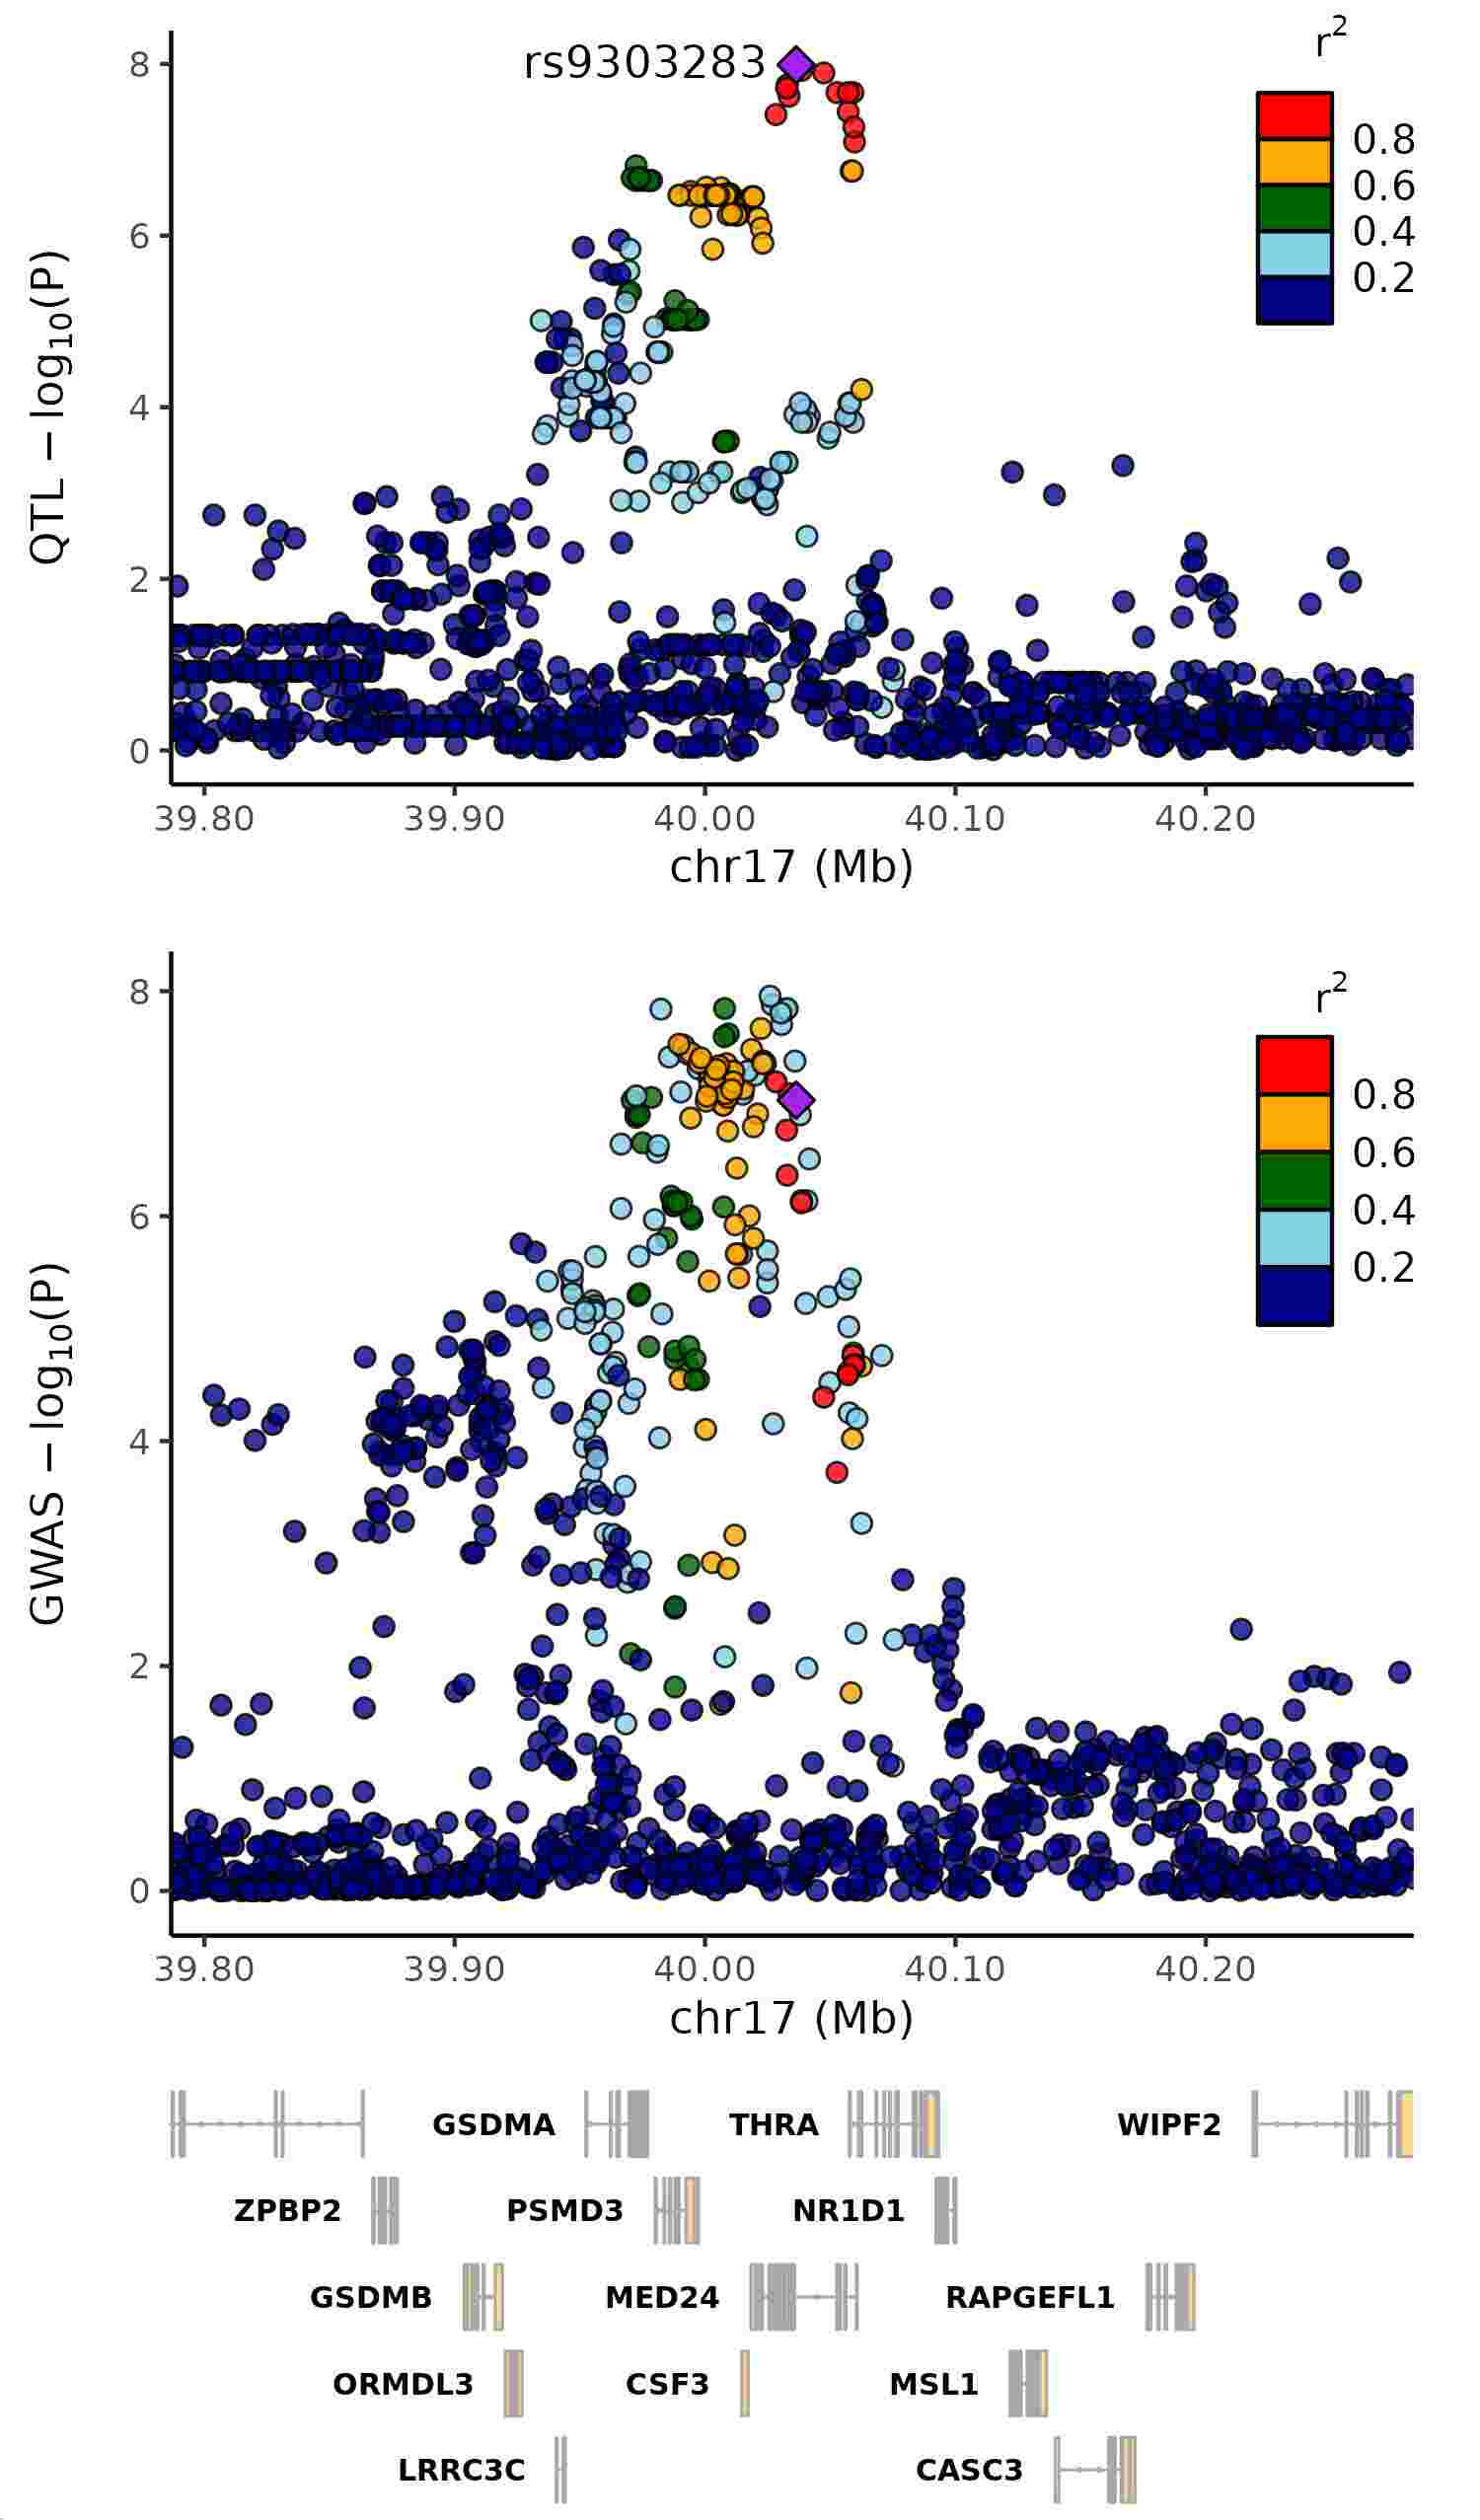 rs9303283
r2
0.8
0.6
0.4
0.2
QTL −log10(P)
8
6
4
2
0
39.80 39.90 40.00 40.10 40.20
chr17 (Mb)
r2
0.8
0.6
0.4
0.2
GWAS −log10(P)
8
6
4
2
0
39.80 39.90 40.00 40.10 40.20
chr17 (Mb)
GSDMA THRA WIPF2
ZPBP2 PSMD3 NR1D1
GSDMB MED24 RAPGEFL1
ORMDL3 CSF3 MSL1
LRRC3C CASC3